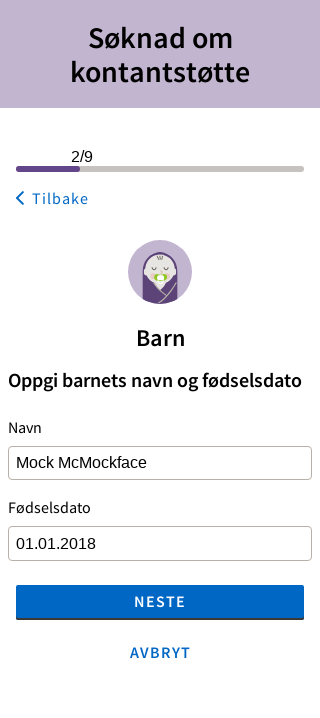 Søknad om
kontantstøtte
2/9
Tilbake
Barn
Oppgi barnets navn og fødselsdato
Navn
Mock McMockface
Fødselsdato
01.01.2018
NESTE
AVBRYT